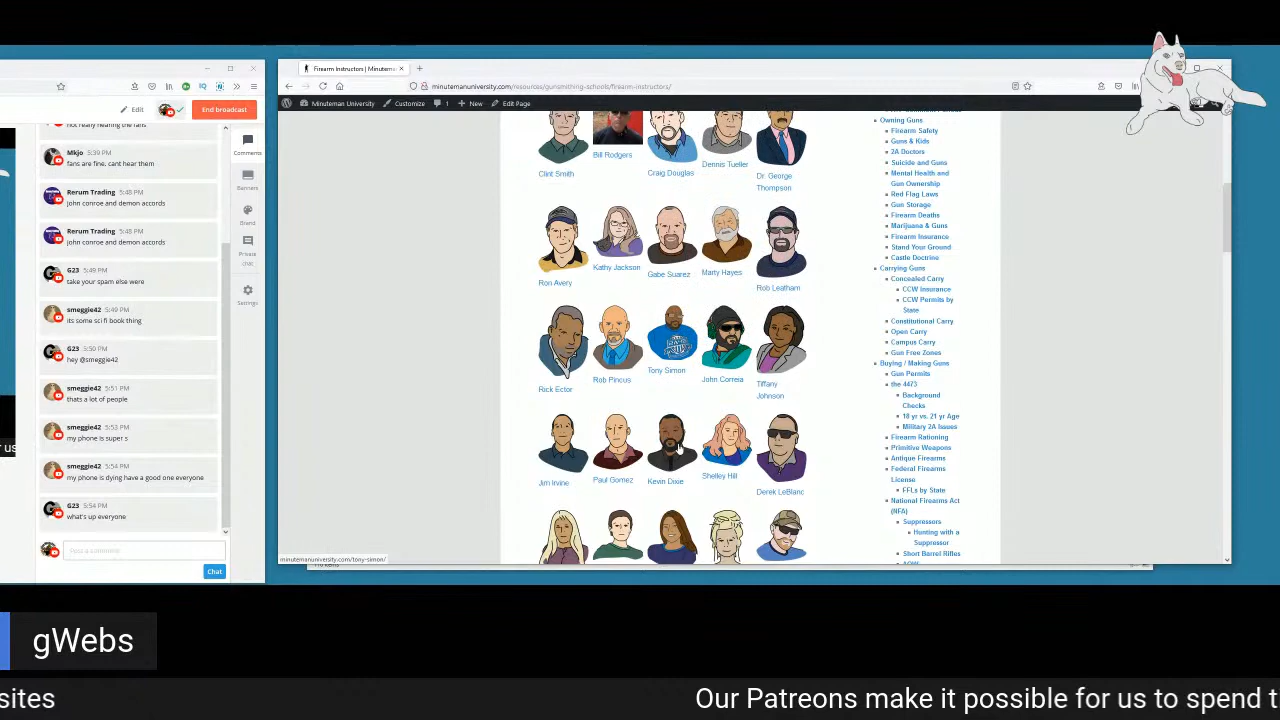 Edit
End broadcast
not really hearing the fans
Mkjo 5:39 PM
fans are fine. cant hear them
Rerum Trading 5:48 PM
john conroe and demon accords
Rerum Trading 5:48 PM
john conroe and demon accords
G23 5:49 PM
take your spam else were
smeggie42 5:49 PM
its some sci fi book thing
G23 5:50 PM
hey @smeggie42
smeggie42 5:51 PM
thats a lot of people
smeggie42 5:53 PM
my phone is super s
smeggie42 5:54 PM
my phone is dying have a good one everyone
G23 5:54 PM
what's up everyone
Post a comment
Chat
Comments
Banners
Brand
Private
Settings
Firearm Instructors | Minutem
minutemanuniversity.com/resources/gunsmithing-schools/firearm-instructors/
Minuteman University
Customize
1
New
Edit Page
Clint Smith
Bill Rodgers
Craig Douglas
Dennis Tueller
Dr. George
Thompson
Ron Avery
Kathy Jackson
Gabe Suarez
Marty Hayes
Rob Leatham
Rick Ector
Rob Pincus
Tony Simon
John Correia
Tiffany
Johnson
Jim Irvine
Paul Gomez
Kevin Dixie
Shelley Hill
Derek LeBlanc
Owning Guns
Firearm Safety
Guns & Kids
2A Doctors
Suicide and Guns
Mental Health and
Gun Ownership
Red Flag Laws
Gun Storage
Firearm Deaths
Marijuana & Guns
Firearm Insurance
Stand Your Ground
Castle Doctrine
Carrying Guns
Concealed Carry
CCW Insurance
CCW Permits by
State
Constitutional Carry
Open Carry
Campus Carry
Gun Free Zones
Buying / Making Guns
Gun Permits
the 4473
Background
Checks
18 yr vs. 21 yr Age
Military 2A Issues
Firearm Rationing
Primitive Weapons
Antique Firearms
Federal Firearms
License
FFLs by State
National Firearms Act
(NFA)
Suppressors
Hunting with a
Suppressor
Short Barrel Rifles
minutemanuniversity.com/tony-simon/
gWebs
sites
Our Patreons make it possible for us to spend t